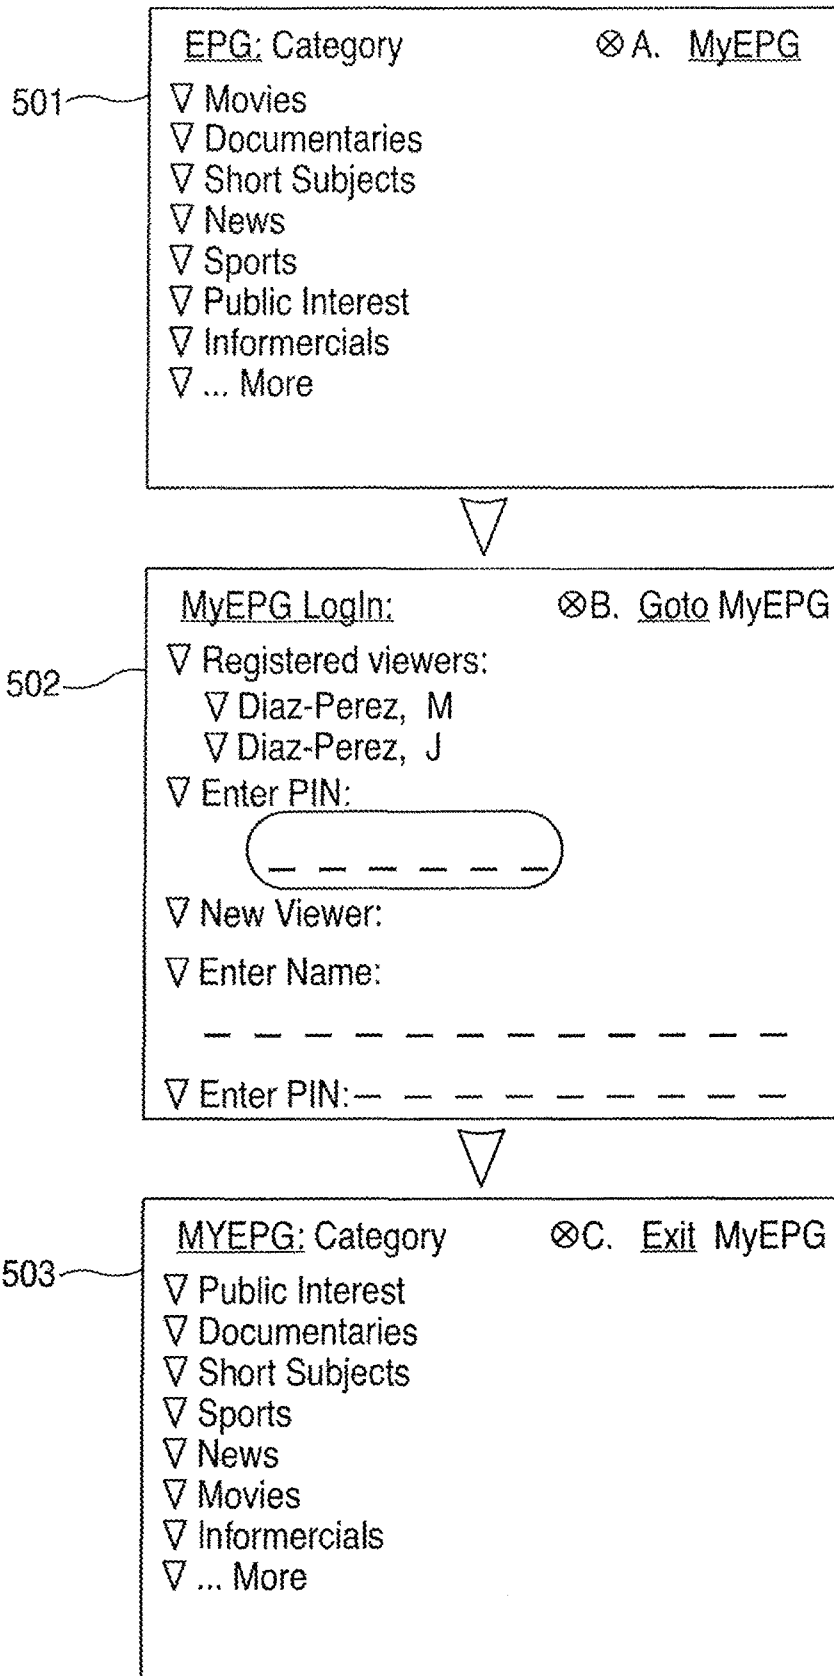 EPG: Category ⊗ A. MyEPG
501
▽ Movies
▽ Documentaries
▽ Short Subjects
▽ News
▽ Sports
▽ Public Interest
▽ Informercials
▽ ... More
MyEPG LogIn: ⊗B. Goto MyEPG
502
▽ Registered viewers:
▽ Diaz-Perez, M
▽ Diaz-Perez, J
▽ Enter PIN:
_ _ _ _ _ _
▽ New Viewer:
▽ Enter Name:
_ _ _ _ _ _ _ _ _ _ _ _
▽ Enter PIN: _ _ _ _ _ _ _ _ _
MYEPG: Category ⊗C. Exit MyEPG
503
▽ Public Interest
▽ Documentaries
▽ Short Subjects
▽ Sports
▽ News
▽ Movies
▽ Informercials
▽ ... More